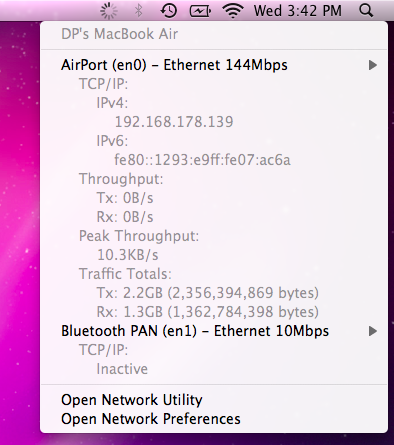 Wed 3:42 PM
DP's MacBook Air
AirPort (en0) – Ethernet 144Mbps
TCP/IP:
IPv4:
192.168.178.139
IPv6:
fe80::1293:e9ff:fe07:ac6a
Throughput:
Tx: 0B/s
Rx: 0B/s
Peak Throughput:
10.3KB/s
Traffic Totals:
Tx: 2.2GB (2,356,394,869 bytes)
Rx: 1.3GB (1,362,784,398 bytes)
Bluetooth PAN (en1) – Ethernet 10Mbps
TCP/IP:
Inactive
Open Network Utility
Open Network Preferences